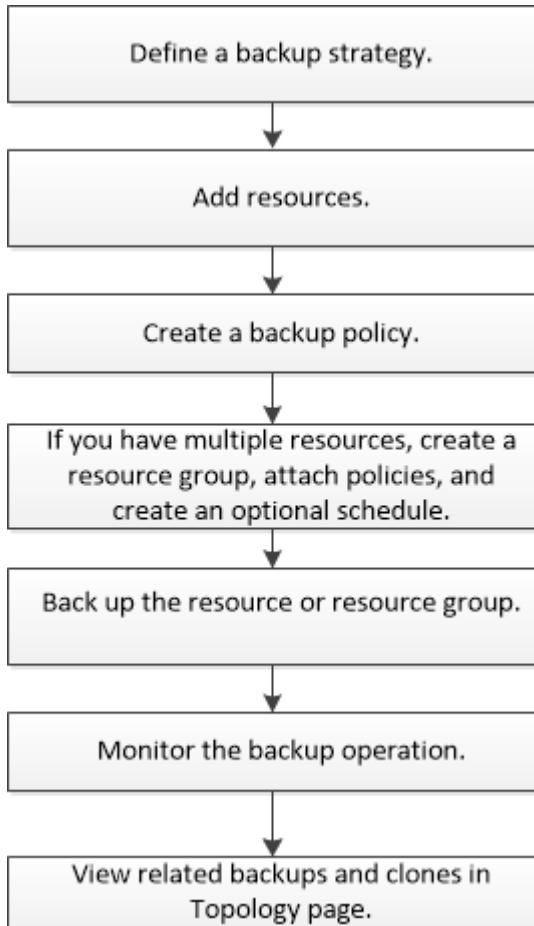 Define a backup strategy.
Add resources.
Create a backup policy.
If you have multiple resources, create a
resource group, attach policies, and
create an optional schedule.
Back up the resource or resource group.
Monitor the backup operation.
View related backups and clones in
Topology page.